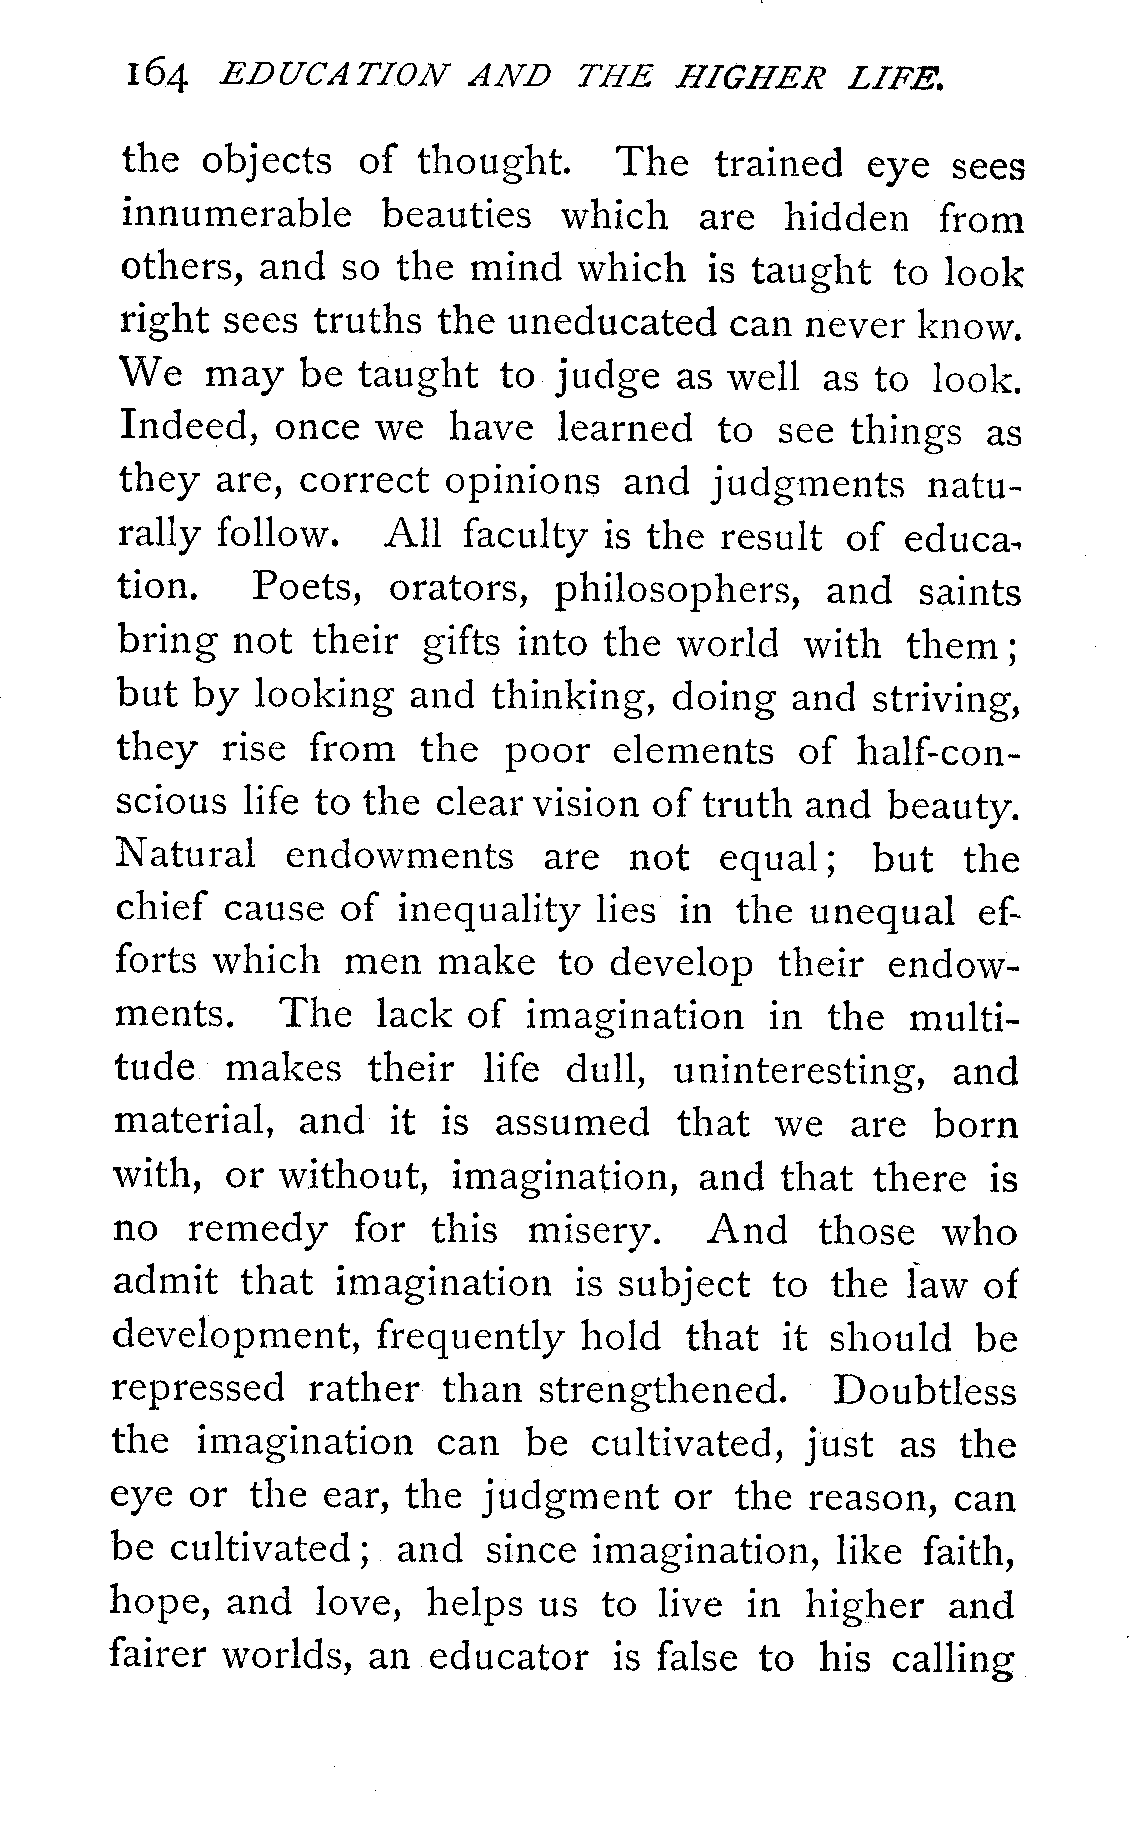 164 EDUCATION AND THE HIGHER LIFE.
the objects of thought. The trained eye sees
innumerable beauties which are hidden from
others, and so the mind which is taught to look
right sees truths the uneducated can never know.
We may be taught to judge as well as to look.
Indeed, once we have learned to see things as
they are, correct opinions and judgments natu-
rally follow. All faculty is the result of educa-
tion. Poets, orators, philosophers, and saints
bring not their gifts into the world with them;
but by looking and thinking, doing and striving,
they rise from the poor elements of half-con-
scious life to the clear vision of truth and beauty.
Natural endowments are not equal; but the
chief cause of inequality lies in the unequal ef-
forts which men make to develop their endow-
ments. The lack of imagination in the multi-
tude makes their life dull, uninteresting, and
material, and it is assumed that we are born
with, or without, imagination, and that there is
no remedy for this misery. And those who
admit that imagination is subject to the law of
development, frequently hold that it should be
repressed rather than strengthened. Doubtless
the imagination can be cultivated, just as the
eye or the ear, the judgment or the reason, can
be cultivated; and since imagination, like faith,
hope, and love, helps us to live in higher and
fairer worlds, an educator is false to his calling